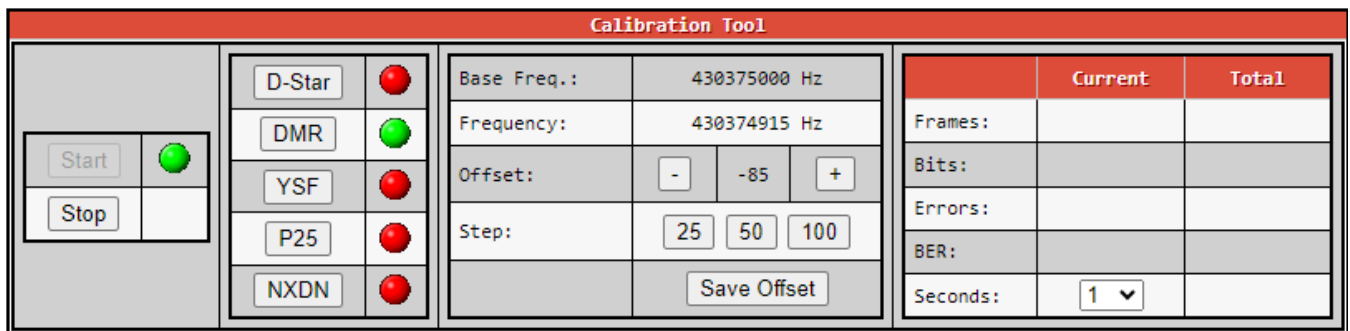 Calibration Tool
Start
Stop
D-Star
DMR
YSF
P25
NXDN
Base Freq.: 430375000 Hz
Frequency: 430374915 Hz
Offset: - -85 +
Step: 25 50 100
Save Offset
Current Total
Frames:
Bits:
Errors:
BER:
Seconds: 1